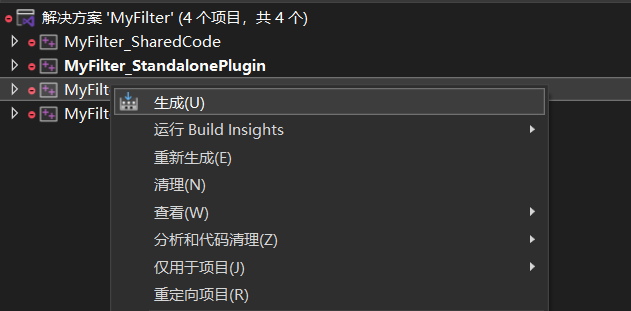 解决方案 'MyFilter' (4 个项目，共 4 个)
MyFilter_SharedCode
MyFilter_StandalonePlugin
MyFilt
生成(U)
MyFilt
运行 Build Insights
重新生成(E)
清理(N)
查看(W)
分析和代码清理(Z)
仅用于项目(J)
重定向项目(R)